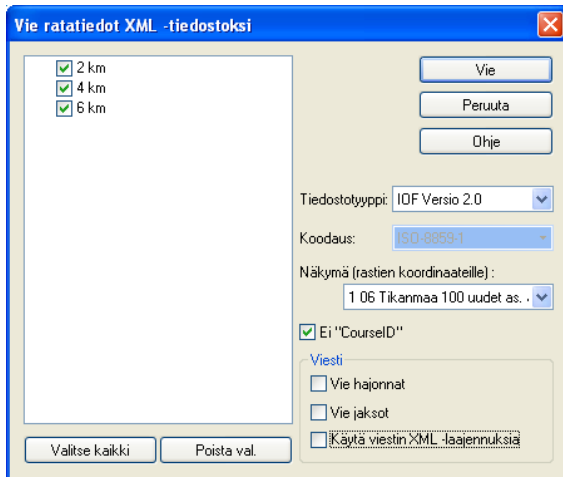 Vie ratatiedot XML -tiedostoksi
2 km
4 km
6 km
Vie
Peruuta
Ohje
Tiedostotyyppi: IOF Versio 2.0
Koodaus: ISO-8859-1
Näkymä (rastien koordinaateille) :
1 06 Tikanmaa 100 uudet as. .
Ei "CourseID"
Viesti
Vie hajonnat
Vie jaksot
Käytä viestin XML -laajennuksia
Valitse kaikki
Poista val.